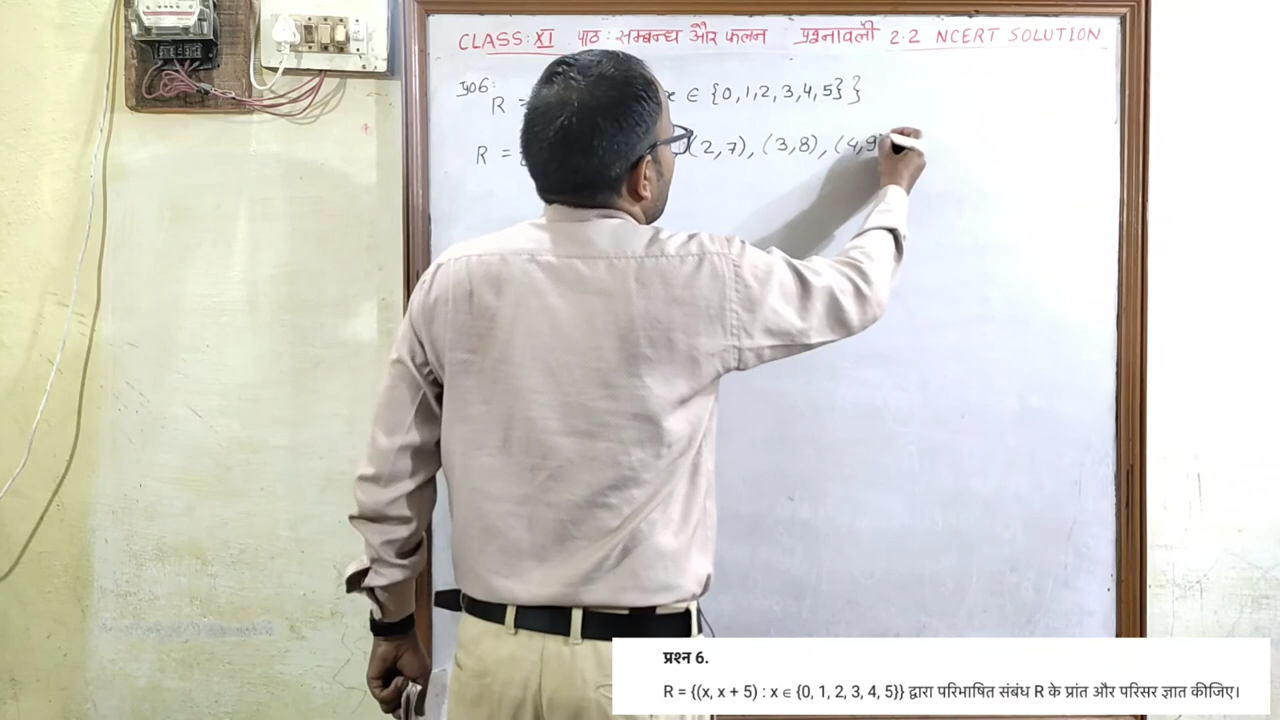 CLASS: XI पाठ: सम्बन्ध और फलन प्रश्नावली 2.2 NCERT SOLUTION
प्र06:
R = x ∈ {0,1,2,3,4,5} }
R = { (2,7), (3,8), (4,9
प्रश्न 6.
R = {(x, x + 5) : x ∈ {0, 1, 2, 3, 4, 5}} द्वारा परिभाषित संबंध R के प्रांत और परिसर ज्ञात कीजिए।